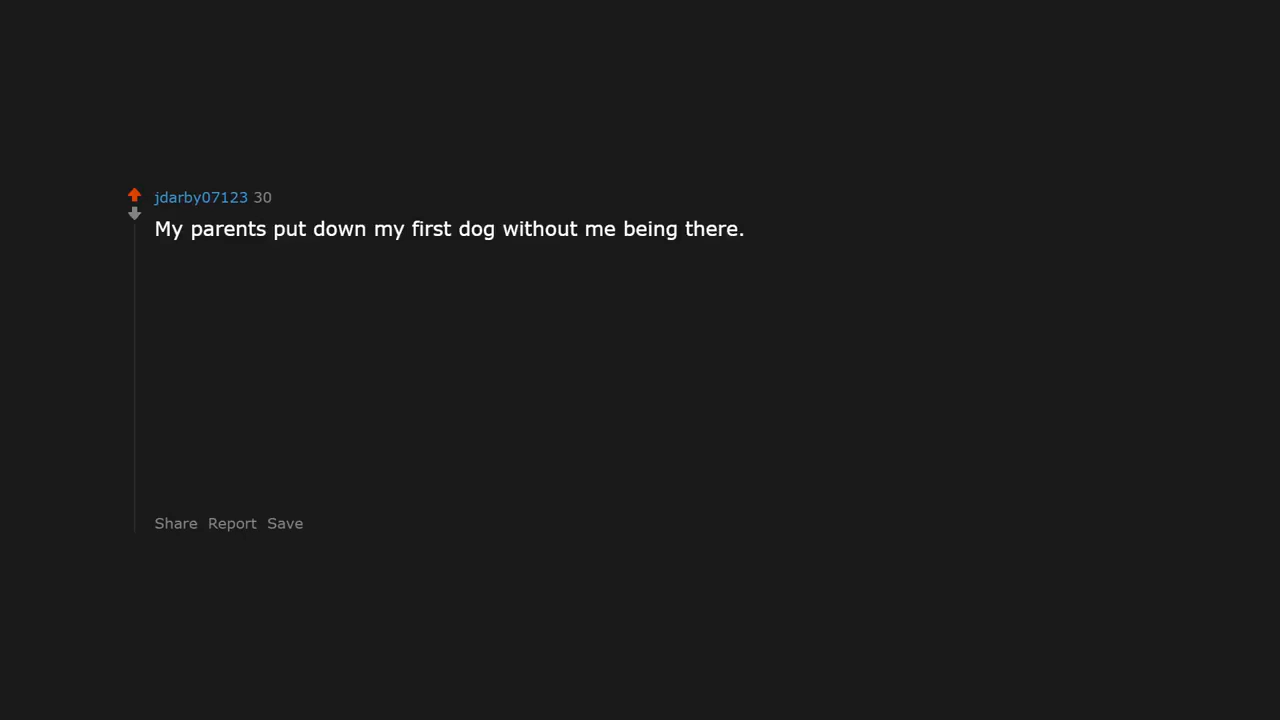 jdarby07123 30
My parents put down my first dog without me being there.
Share Report Save